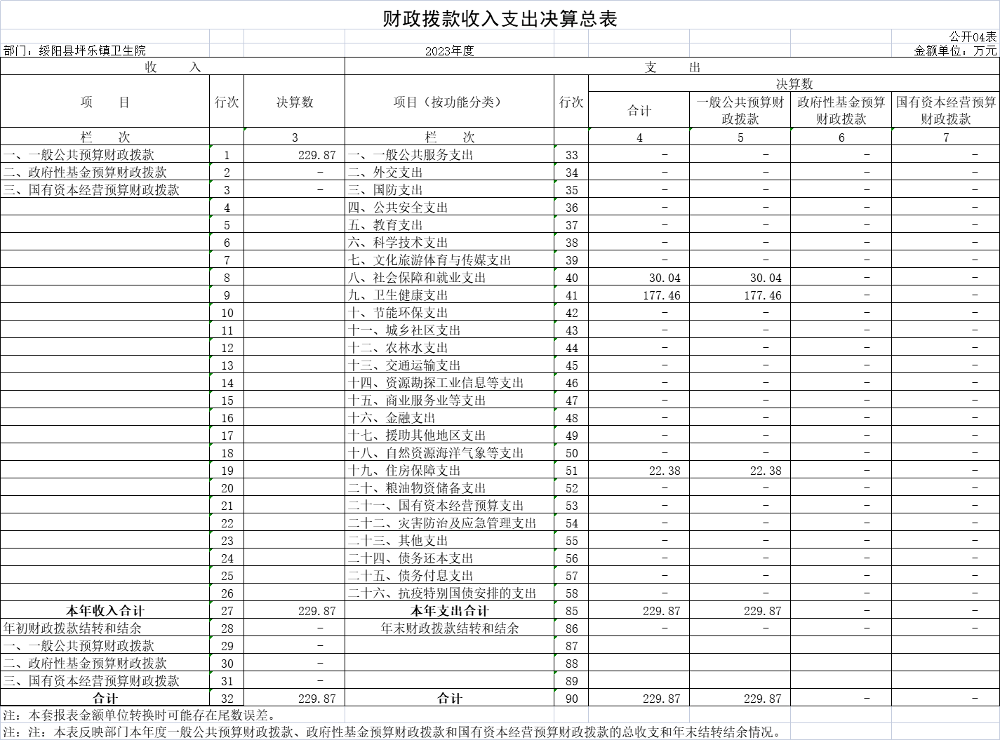 财政拨款收入支出决算总表
公开04表
部门：绥阳县坪乐镇卫生院 2023年度 金额单位：万元
收 入 支 出
项 目 行次 决算数 项目（按功能分类） 行次 决算数
合计 一般公共预算财政拨款 政府性基金预算财政拨款 国有资本经营预算财政拨款
栏 次 3 栏 次 4 5 6 7
一、一般公共预算财政拨款 1 229.87 一、一般公共服务支出 33 - - - -
二、政府性基金预算财政拨款 2 - 二、外交支出 34 - - - -
三、国有资本经营预算财政拨款 3 - 三、国防支出 35 - - - -
4 四、公共安全支出 36 - - - -
5 五、教育支出 37 - - - -
6 六、科学技术支出 38 - - - -
7 七、文化旅游体育与传媒支出 39 - - - -
8 八、社会保障和就业支出 40 30.04 30.04 - -
9 九、卫生健康支出 41 177.46 177.46 - -
10 十、节能环保支出 42 - - - -
11 十一、城乡社区支出 43 - - - -
12 十二、农林水支出 44 - - - -
13 十三、交通运输支出 45 - - - -
14 十四、资源勘探工业信息等支出 46 - - - -
15 十五、商业服务业等支出 47 - - - -
16 十六、金融支出 48 - - - -
17 十七、援助其他地区支出 49 - - - -
18 十八、自然资源海洋气象等支出 50 - - - -
19 十九、住房保障支出 51 22.38 22.38 - -
20 二十、粮油物资储备支出 52 - - - -
21 二十一、国有资本经营预算支出 53 - - - -
22 二十二、灾害防治及应急管理支出 54 - - - -
23 二十三、其他支出 55 - - - -
24 二十四、债务还本支出 56 - - - -
25 二十五、债务付息支出 57 - - - -
26 二十六、抗疫特别国债安排的支出 58 - - - -
本年收入合计 27 229.87 本年支出合计 85 229.87 229.87 - -
年初财政拨款结转和结余 28 - 年末财政拨款结转和结余 86 - - - -
一、一般公共预算财政拨款 29 - 87
二、政府性基金预算财政拨款 30 - 88
三、国有资本经营预算财政拨款 31 - 89
合计 32 229.87 合计 90 229.87 229.87 - -
注：本套报表金额单位转换时可能存在尾数误差。
注：注：本表反映部门本年度一般公共预算财政拨款、政府性基金预算财政拨款和国有资本经营预算财政拨款的总收支和年末结转结余情况。